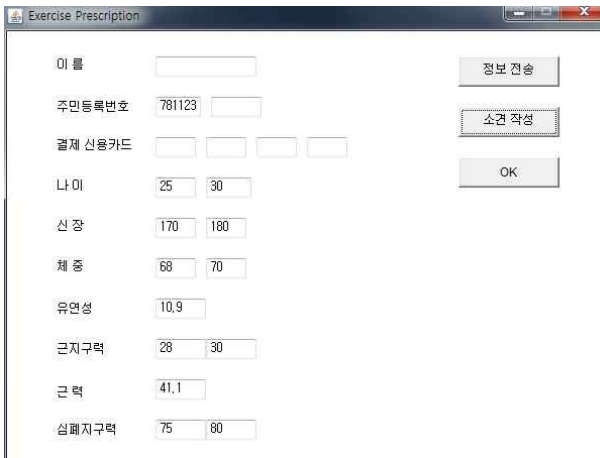 Exercise Prescription
이 름
정보 전송
주민등록번호 781123
소견 작성
결제 신용카드
나 이 25 30
OK
신 장 170 180
체 중 68 70
유연성 10,9
근지구력 28 30
근 력 41,1
심폐지구력 75 80